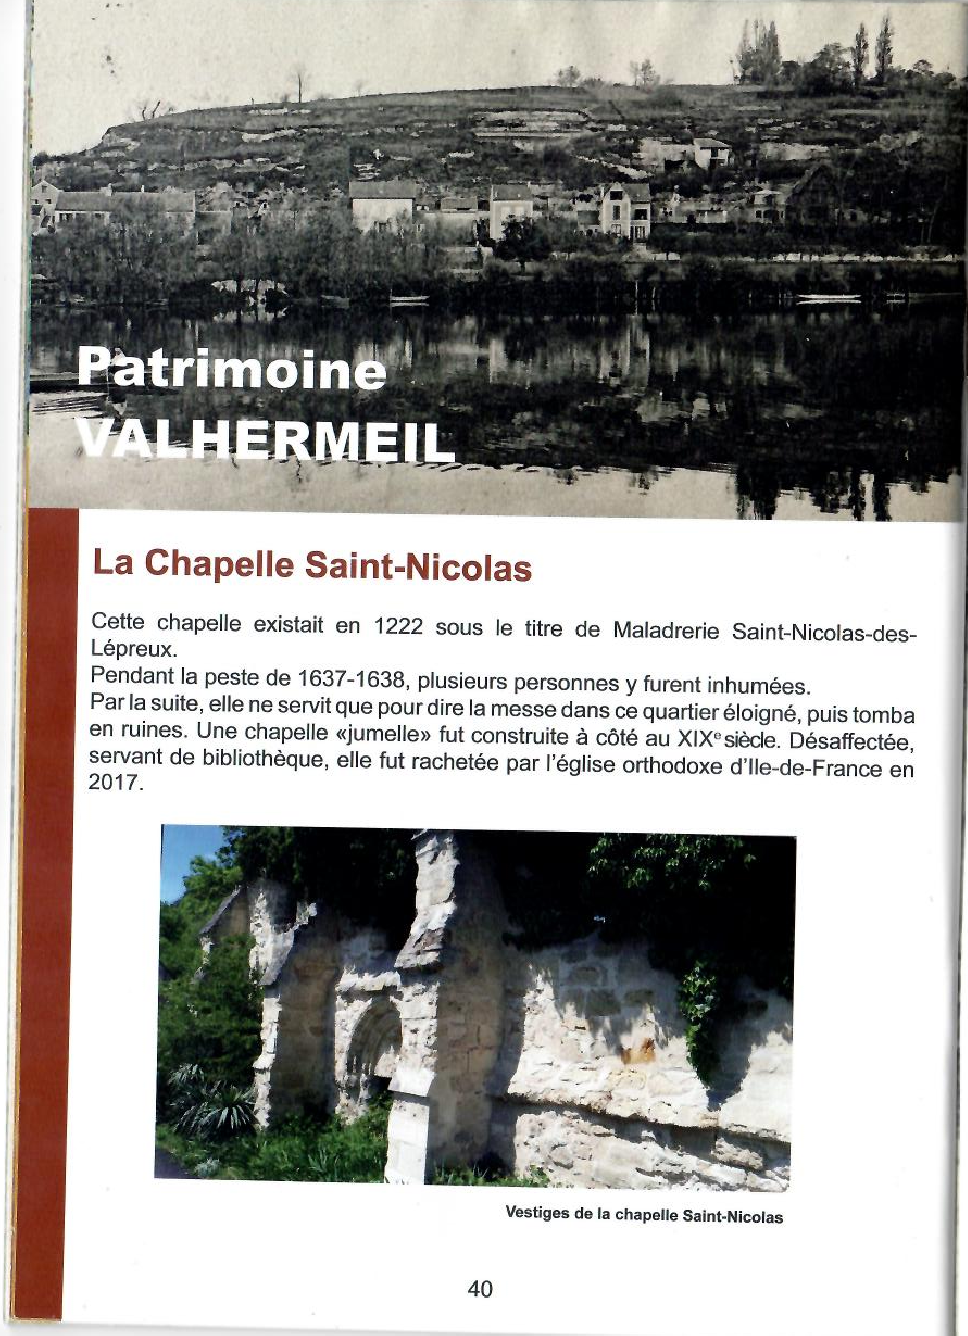 Patrimoine
VALHERMEIL
La Chapelle Saint-Nicolas
Cette chapelle existait en 1222 sous le titre de Maladrerie Saint-Nicolas-des-
Lépreux.
Pendant la peste de 1637-1638, plusieurs personnes y furent inhumées.
Par la suite, elle ne servit que pour dire la messe dans ce quartier éloigné, puis tomba
en ruines. Une chapelle «jumelle» fut construite à côté au XIXe siècle. Désaffectée,
servant de bibliothèque, elle fut rachetée par l'église orthodoxe d'Ile-de-France en
2017.
Vestiges de la chapelle Saint-Nicolas
40